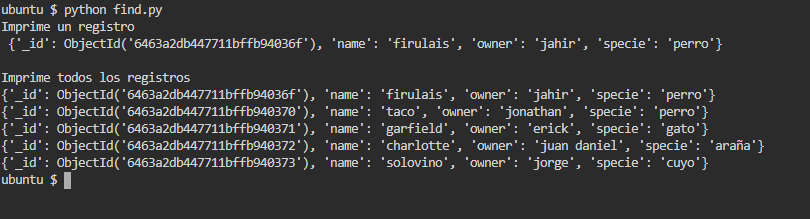 ubuntu $ python find.py
Imprime un registro
{'_id': ObjectId('6463a2db447711bffb94036f'), 'name': 'firulais', 'owner': 'jahir', 'specie': 'perro'}
Imprime todos los registros
{'_id': ObjectId('6463a2db447711bffb94036f'), 'name': 'firulais', 'owner': 'jahir', 'specie': 'perro'}
{'_id': ObjectId('6463a2db447711bffb940370'), 'name': 'taco', 'owner': 'jonathan', 'specie': 'perro'}
{'_id': ObjectId('6463a2db447711bffb940371'), 'name': 'garfield', 'owner': 'erick', 'specie': 'gato'}
{'_id': ObjectId('6463a2db447711bffb940372'), 'name': 'charlotte', 'owner': 'juan daniel', 'specie': 'araña'}
{'_id': ObjectId('6463a2db447711bffb940373'), 'name': 'solovino', 'owner': 'jorge', 'specie': 'cuyo'}
ubuntu $